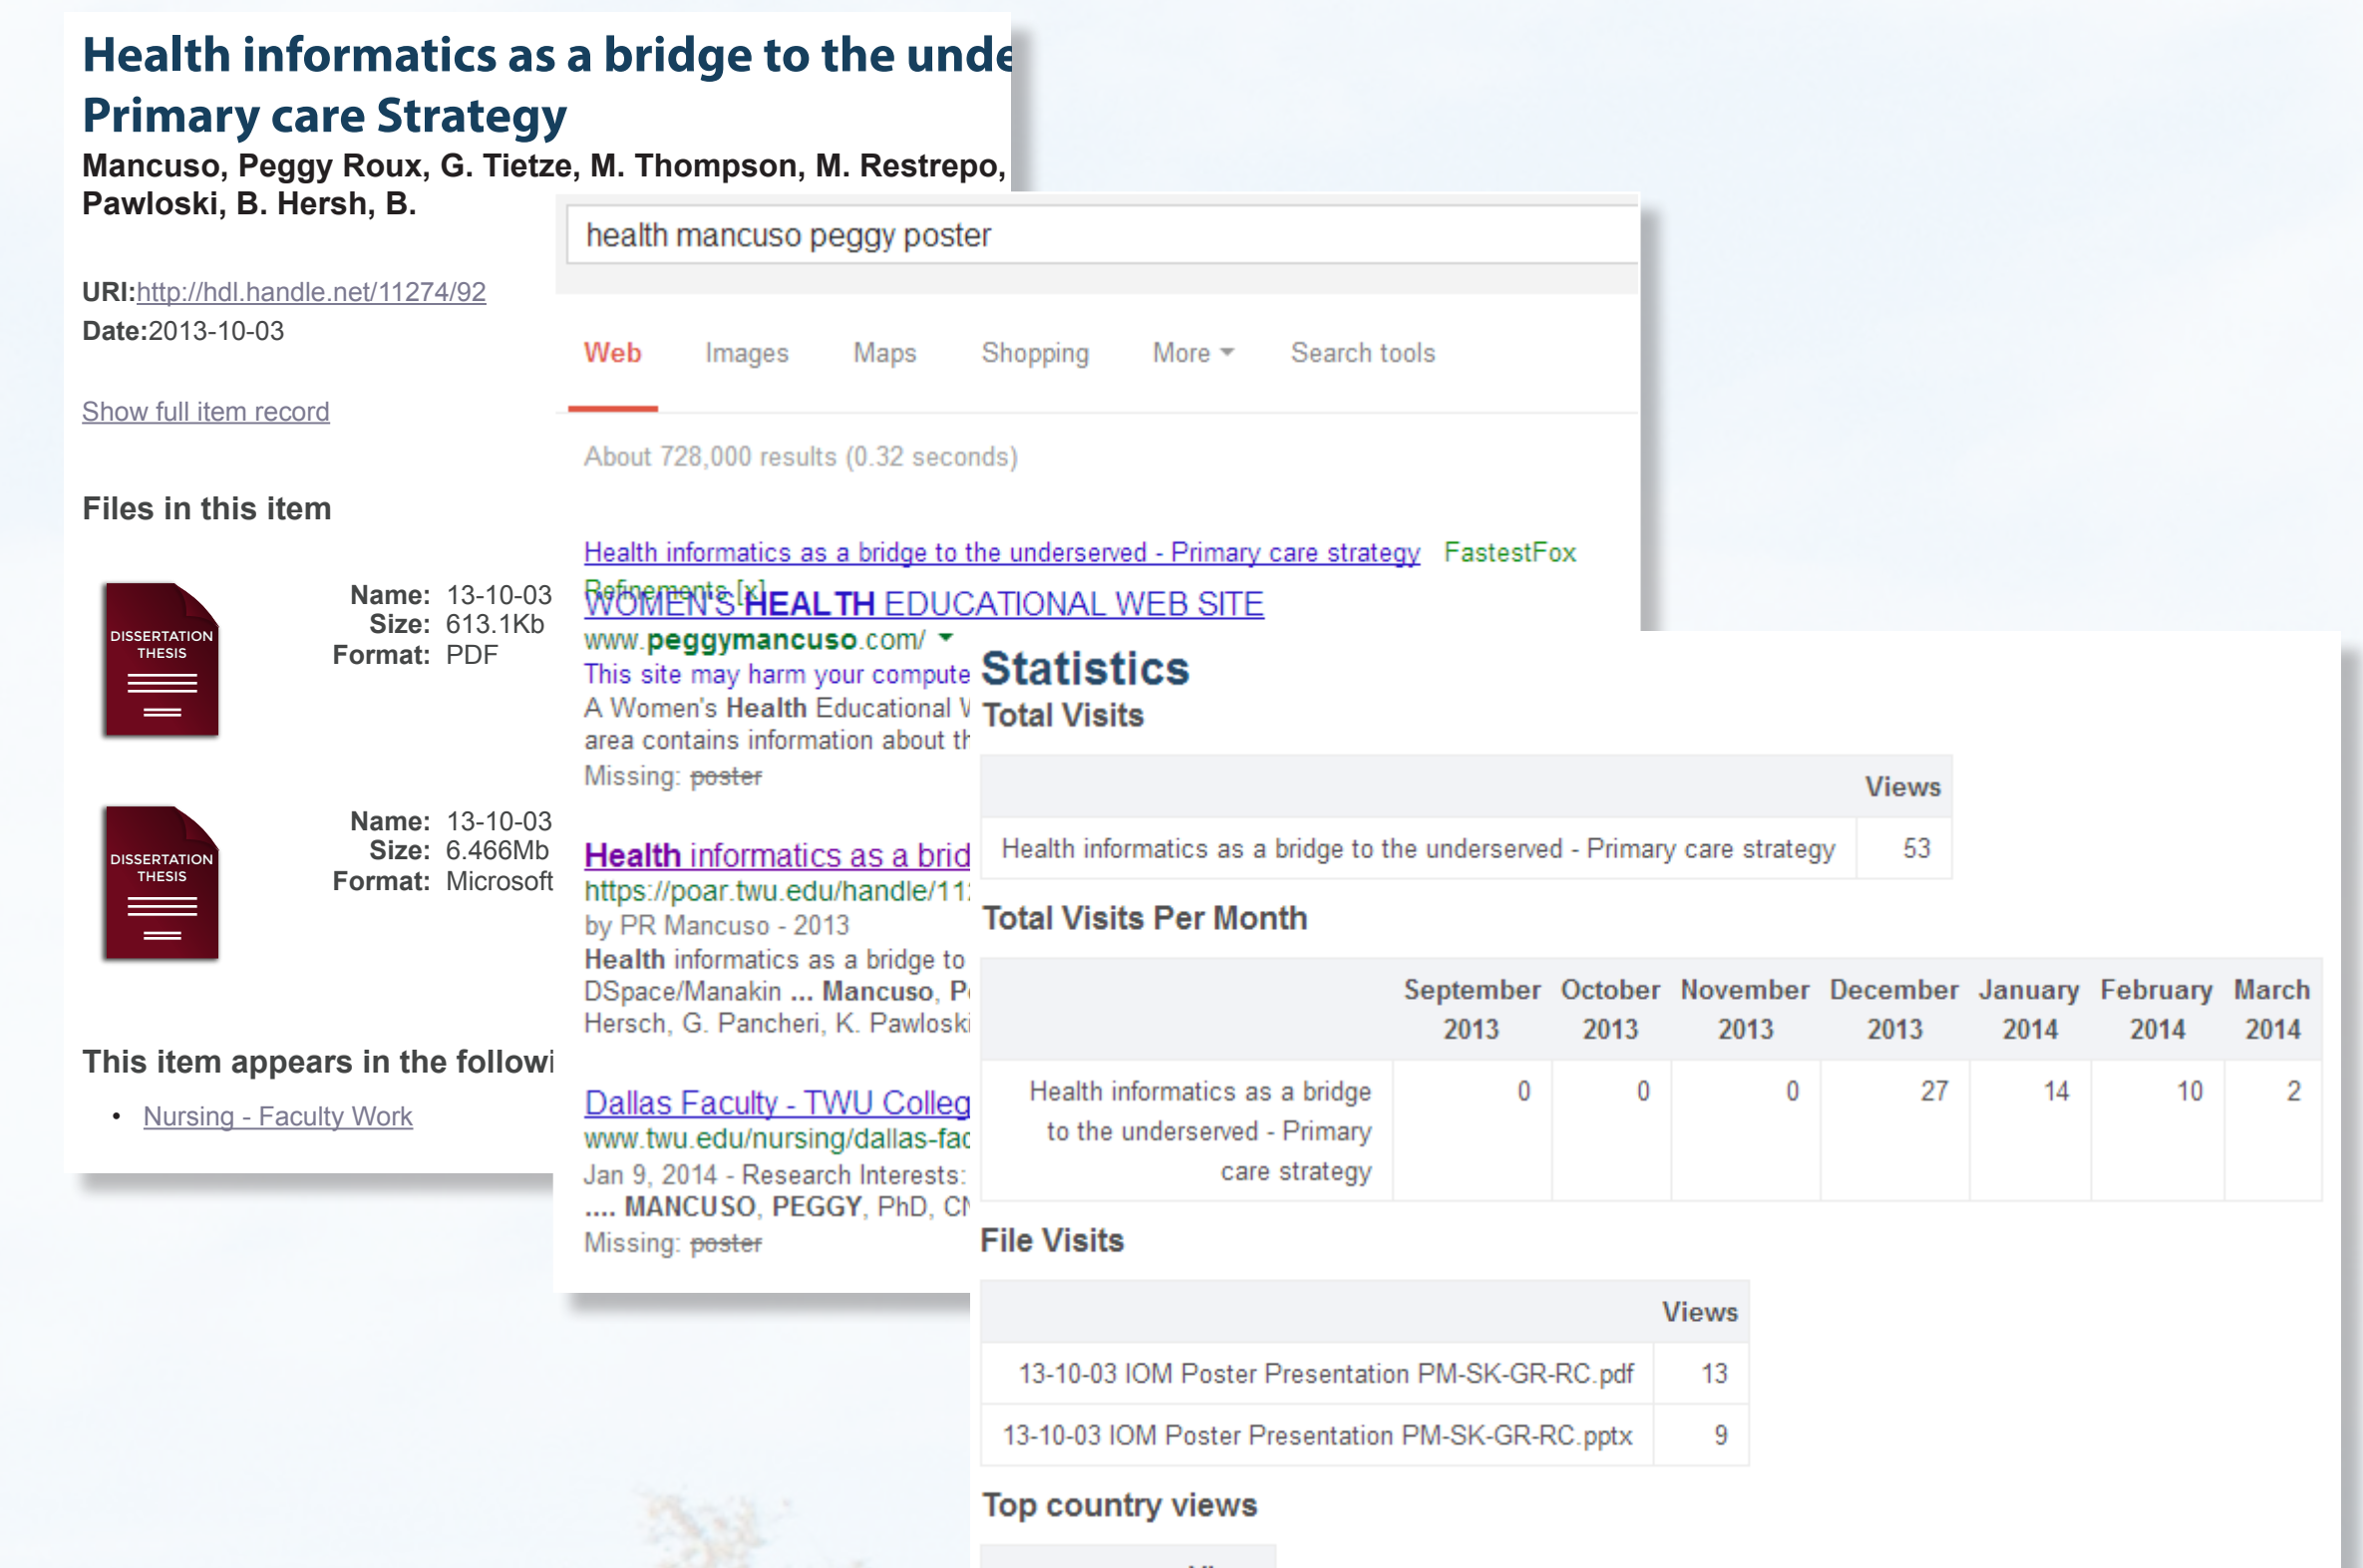 Health informatics as a bridge to the unde
Primary care Strategy
Mancuso, Peggy Roux, G. Tietze, M. Thompson, M. Restrepo,
Pawloski, B. Hersh, B.
URI:http://hdl.handle.net/11274/92
Date:2013-10-03
Show full item record
Files in this item
DISSERTATION
THESIS
Name: 13-10-03
Size: 613.1Kb
Format: PDF
DISSERTATION
THESIS
Name: 13-10-03
Size: 6.466Mb
Format: Microsoft
This item appears in the followi
• Nursing - Faculty Work
health mancuso peggy poster
Web Images Maps Shopping More Search tools
About 728,000 results (0.32 seconds)
Health informatics as a bridge to the underserved - Primary care strategy FastestFox
Refinements [x]
WOMEN'S HEALTH EDUCATIONAL WEB SITE
www.peggymancuso.com/
This site may harm your compute
A Women's Health Educational
area contains information about th
Missing: poster
Health informatics as a brid
https://poar.twu.edu/handle/11
by PR Mancuso - 2013
Health informatics as a bridge to
DSpace/Manakin ... Mancuso, P
Hersch, G. Pancheri, K. Pawloski
Dallas Faculty - TWU Colleg
www.twu.edu/nursing/dallas-fac
Jan 9, 2014 - Research Interests:
.... MANCUSO, PEGGY, PhD, CN
Missing: poster
Statistics
Total Visits
Views
Health informatics as a bridge to the underserved - Primary care strategy 53
Total Visits Per Month
September October November December January February March
2013 2013 2013 2013 2014 2014 2014
Health informatics as a bridge 0 0 0 27 14 10 2
to the underserved - Primary
care strategy
File Visits
Views
13-10-03 IOM Poster Presentation PM-SK-GR-RC.pdf 13
13-10-03 IOM Poster Presentation PM-SK-GR-RC.pptx 9
Top country views